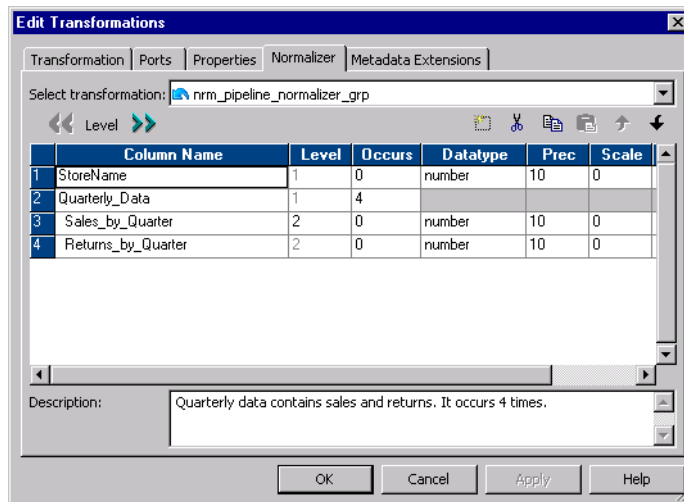 Edit Transformations
Transformation Ports Properties Normalizer Metadata Extensions
Select transformation: nrm_pipeline_normalizer_grp
Level
Column Name Level Occurs Datatype Prec Scale
1 StoreName 1 0 number 10 0
2 Quarterly_Data 1 4
3 Sales_by_Quarter 2 0 number 10 0
4 Returns_by_Quarter 2 0 number 10 0
Description: Quarterly data contains sales and returns. It occurs 4 times.
OK Cancel Apply Help